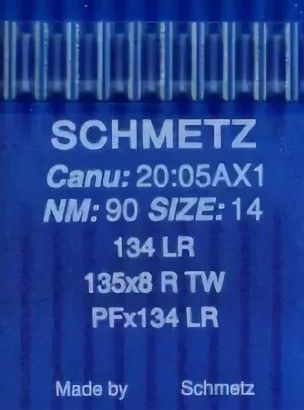 SCHMETZ
Canu: 20:05AX1
NM: 90 SIZE: 14
134 LR
135x8 R TW
PFx134 LR
Made by Schmetz